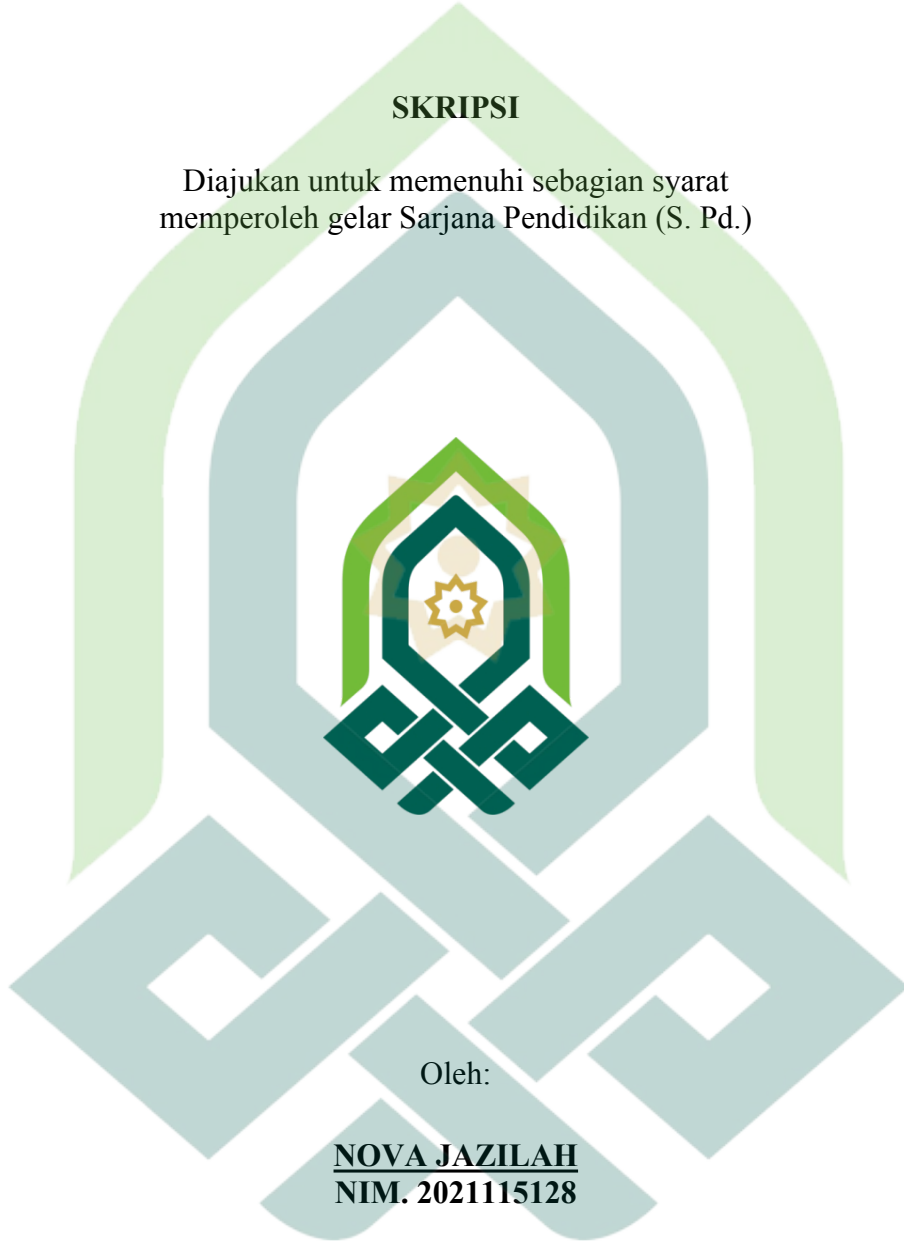 SKRIPSI
Diajukan untuk memenuhi sebagian syarat
memperoleh gelar Sarjana Pendidikan (S. Pd.)
Oleh:
NOVA JAZILAH
NIM. 2021115128